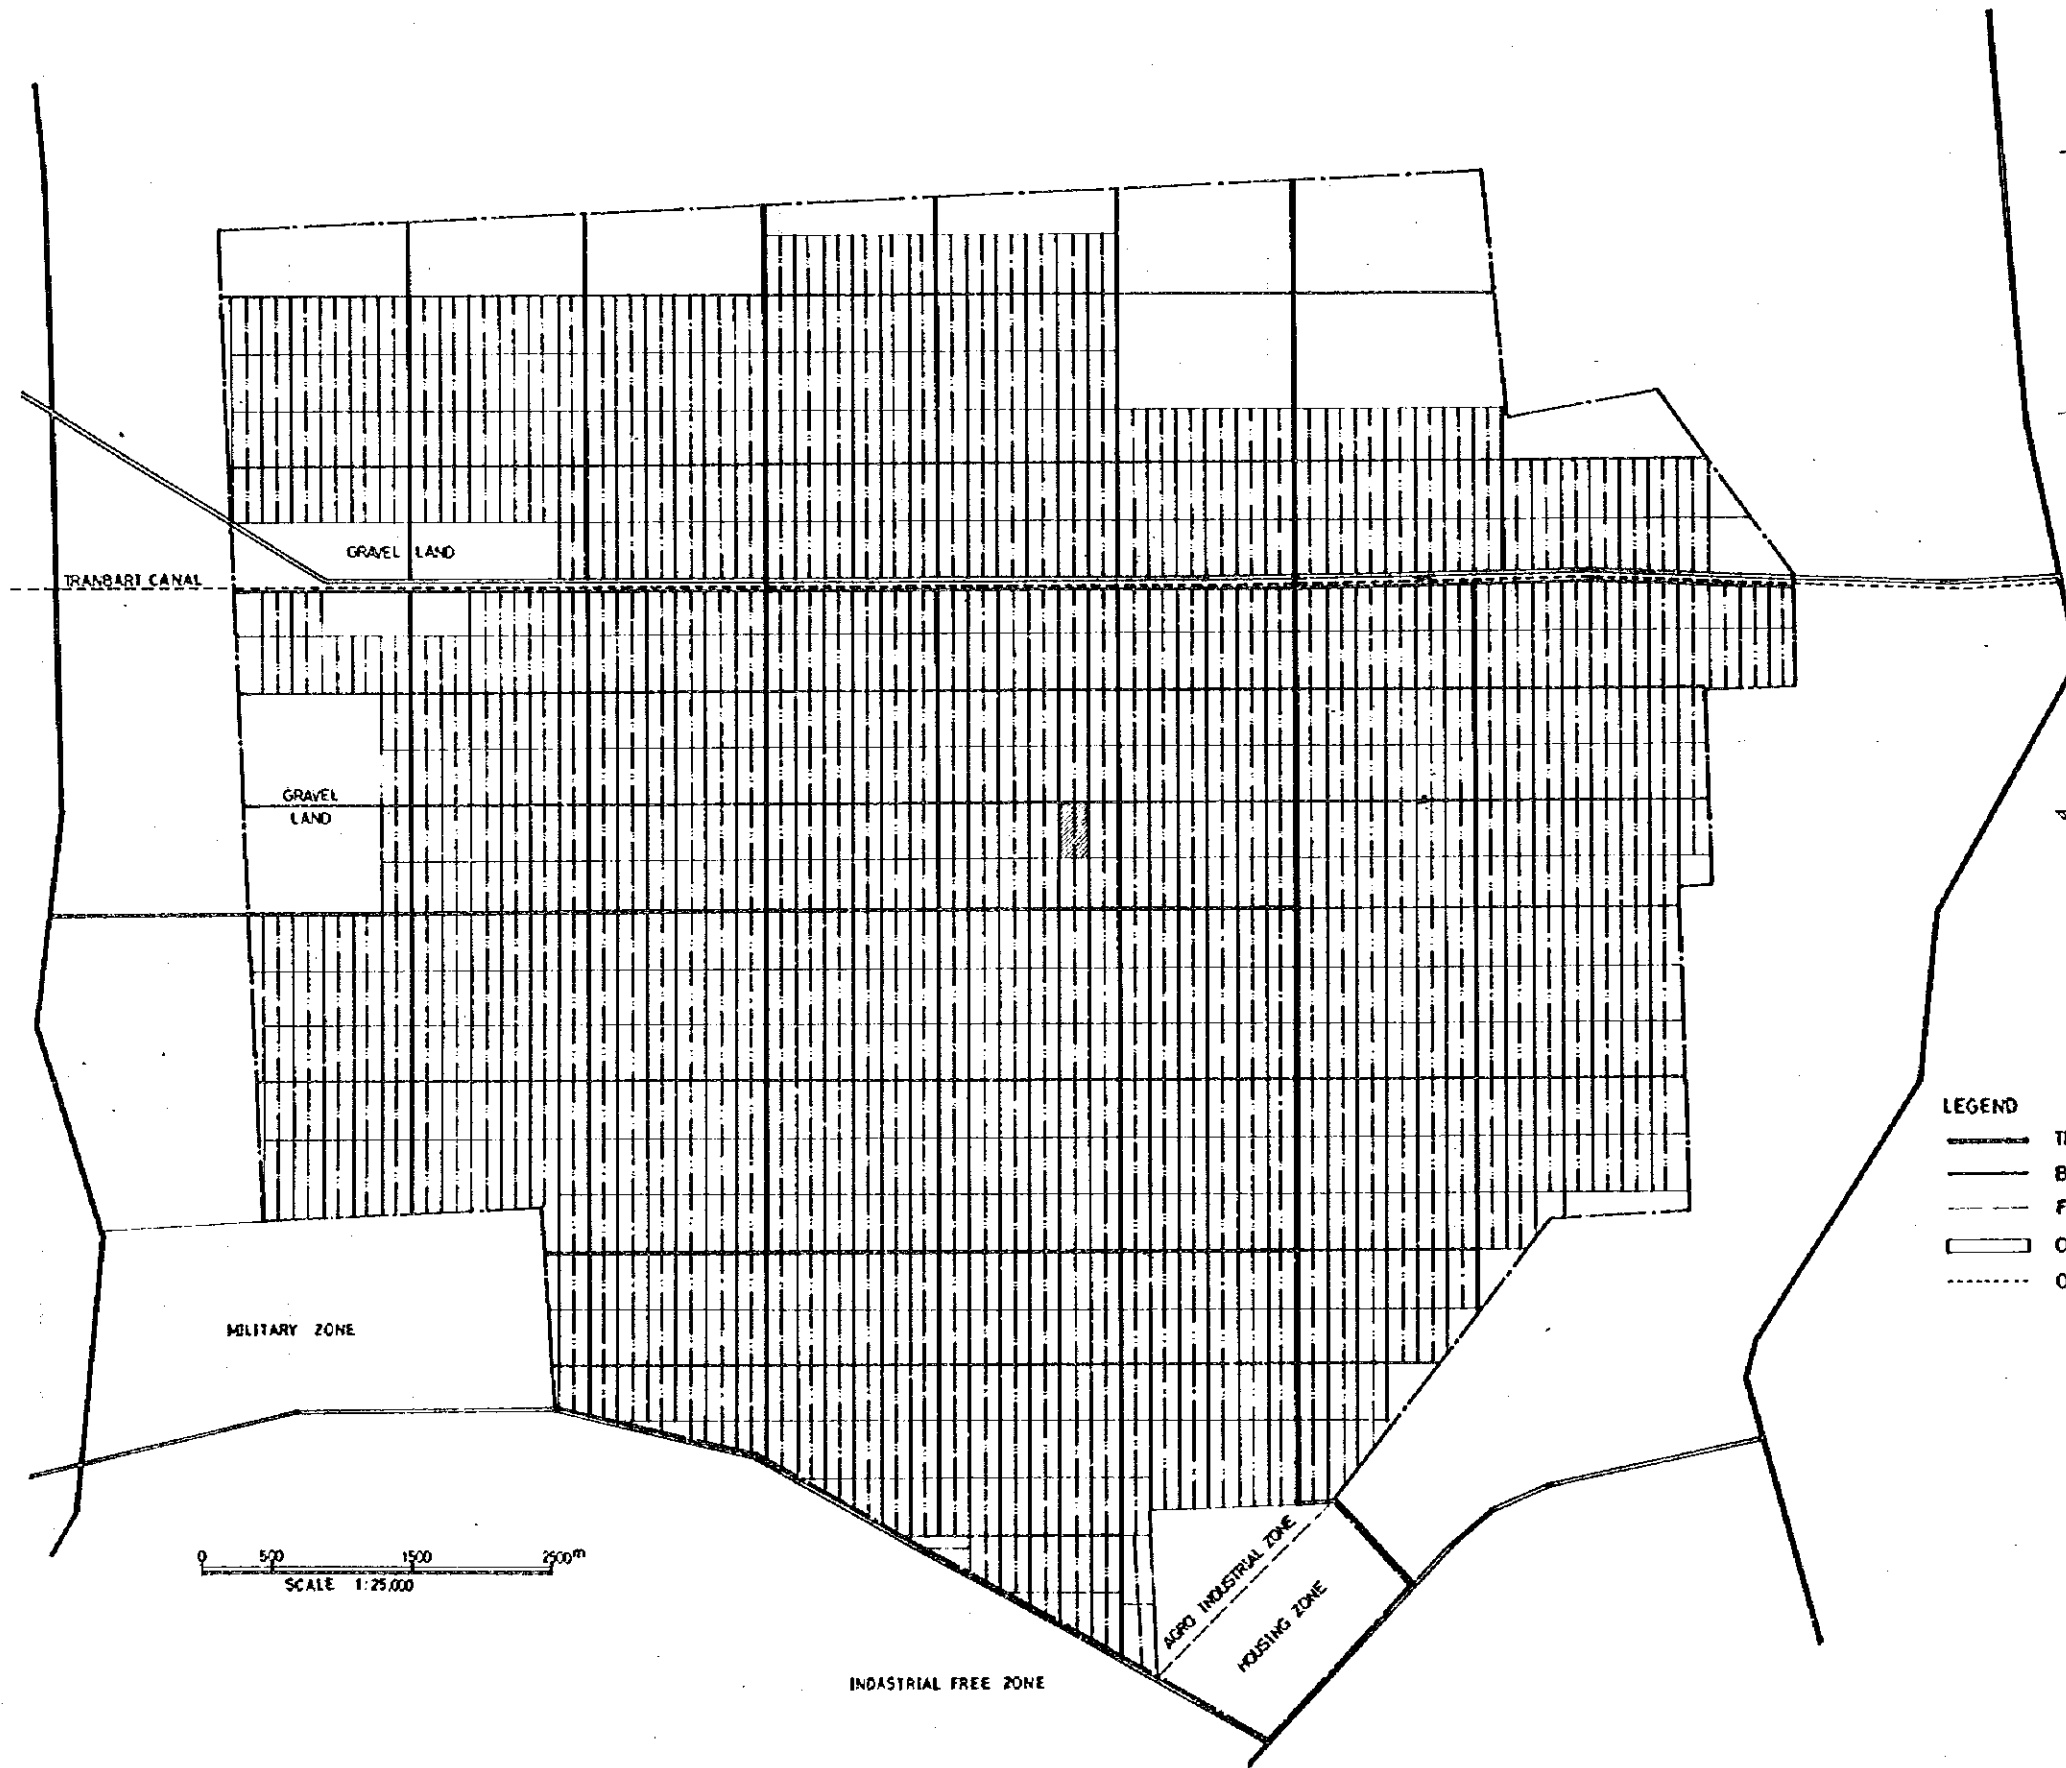 GRAVEL LAND
TRANBART CANAL
GRAVEL
LAND
LEGEND
B
F
O
O
MILITARY ZONE
0 500 1500 2500m
SCALE 1:25,000
AGRO INDUSTRIAL ZONE
HOUSING ZONE
INDASTRIAL FREE ZONE